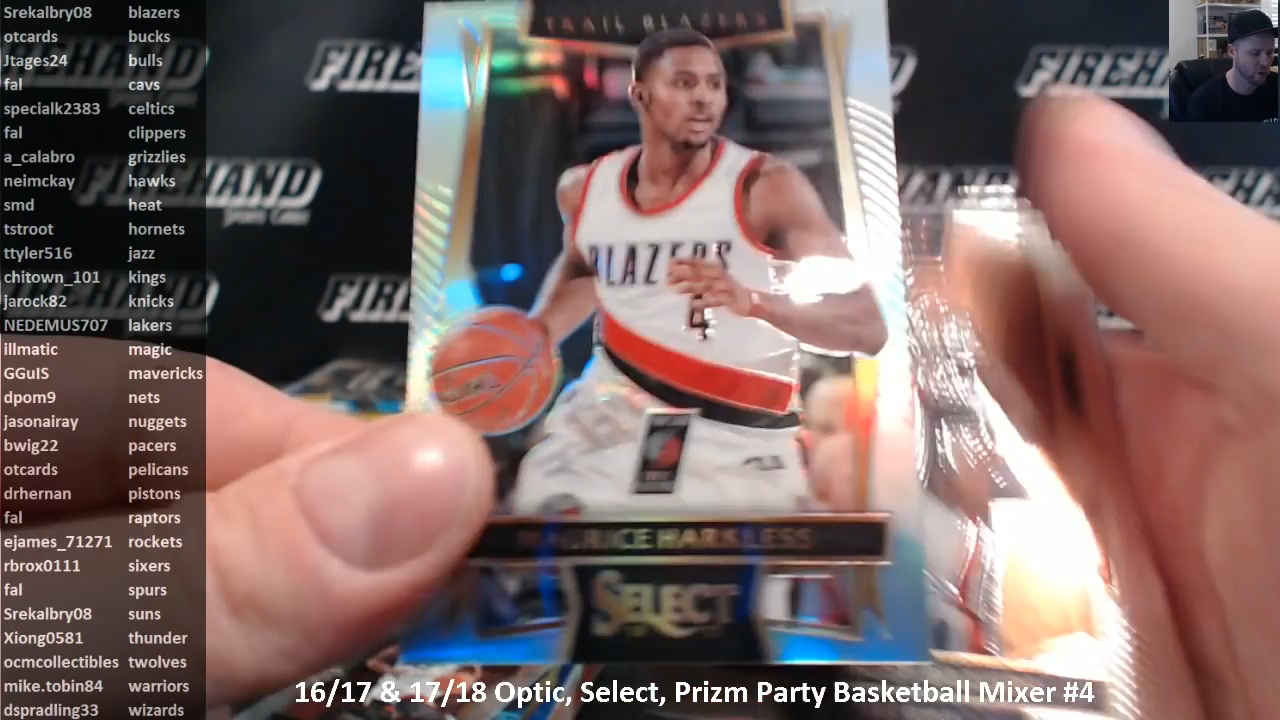 Srekalbry08 blazers
otcards bucks
Jtages24 bulls
fal cavs
specialk2383 celtics
fal clippers
a_calabro grizzlies
neimckay hawks
smd heat
tstroot hornets
ttyler516 jazz
chitown_101 kings
jarock82 knicks
NEDEMUS707 lakers
illmatic magic
GGuIS mavericks
dpom9 nets
jasonairay nuggets
bwig22 pacers
otcards pelicans
drhernan pistons
fal raptors
ejames_71271 rockets
rbrox0111 sixers
fal spurs
Srekalbry08 suns
Xiong0581 thunder
ocmcollectibles twolves
mike.tobin84 warriors
dspradling33 wizards
TRAIL BLAZERS
FIREHAND
FIREHAND
BLAZERS
4
MAURICE HARKLESS
SELECT
16/17 & 17/18 Optic, Select, Prizm Party Basketball Mixer #4